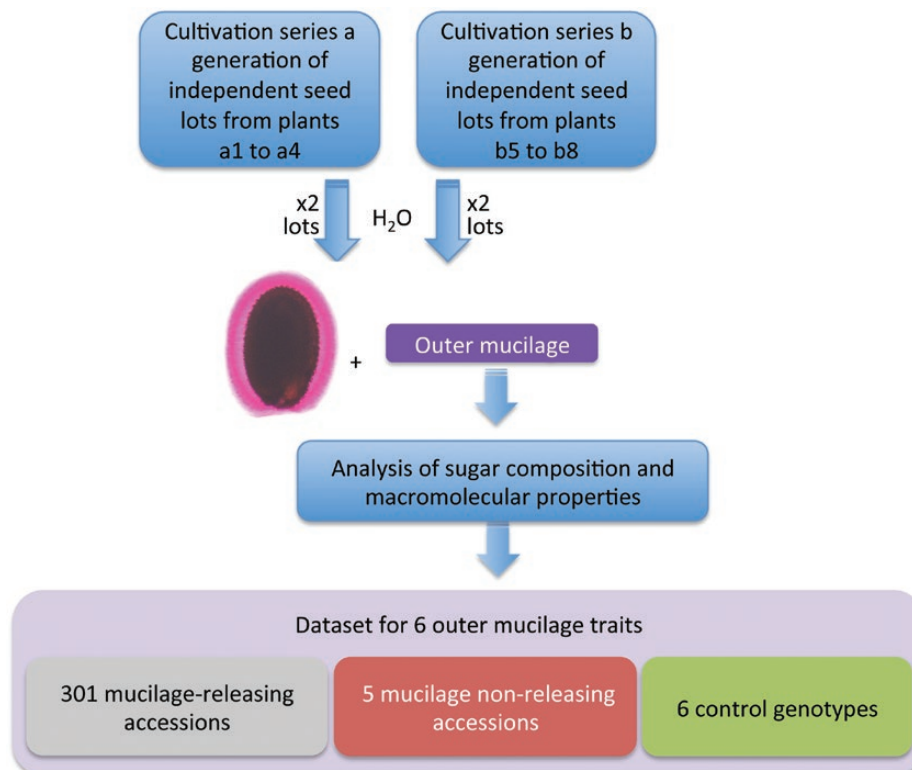 Cultivation series a
generation of
independent seed
lots from plants
a1 to a4
Cultivation series b
generation of
independent seed
lots from plants
b5 to b8
x2
lots
H₂O
x2
lots
+
Outer mucilage
Analysis of sugar composition and
macromolecular properties
Dataset for 6 outer mucilage traits
301 mucilage-releasing
accessions
5 mucilage non-releasing
accessions
6 control genotypes